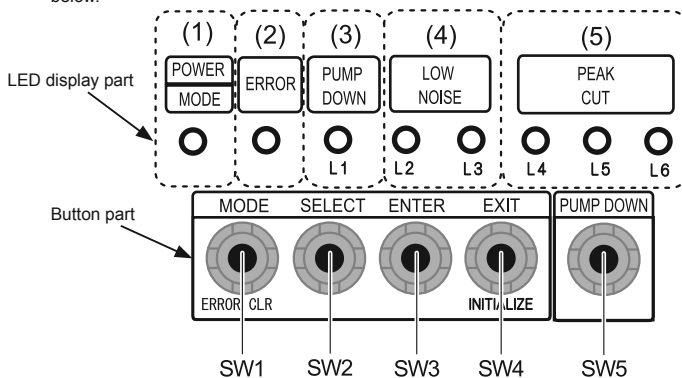 below.
(1) (2) (3) (4) (5)
LED display part
POWER
MODE
ERROR
PUMP
DOWN
LOW
NOISE
PEAK
CUT
L1 L2 L3 L4 L5 L6
Button part
MODE SELECT ENTER EXIT PUMP DOWN
ERROR CLR
INITIALIZE
SW1 SW2 SW3 SW4 SW5